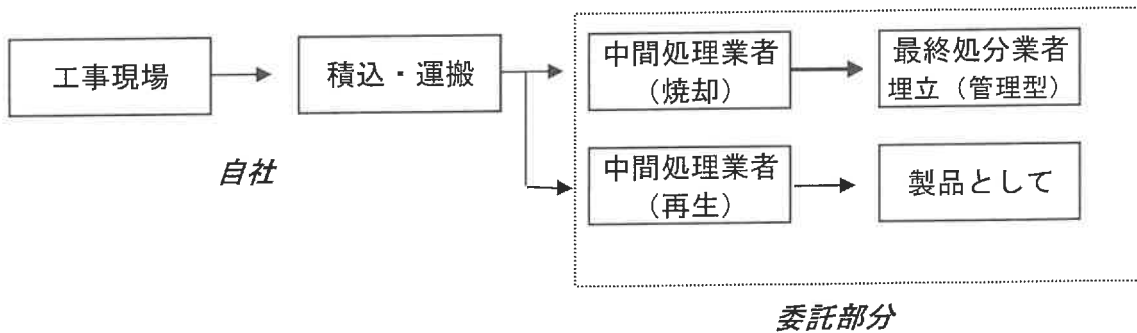 工事現場
積込・運搬
中間処理業者
（焼却）
最終処分業者
埋立（管理型）
自社
中間処理業者
（再生）
製品として
委託部分